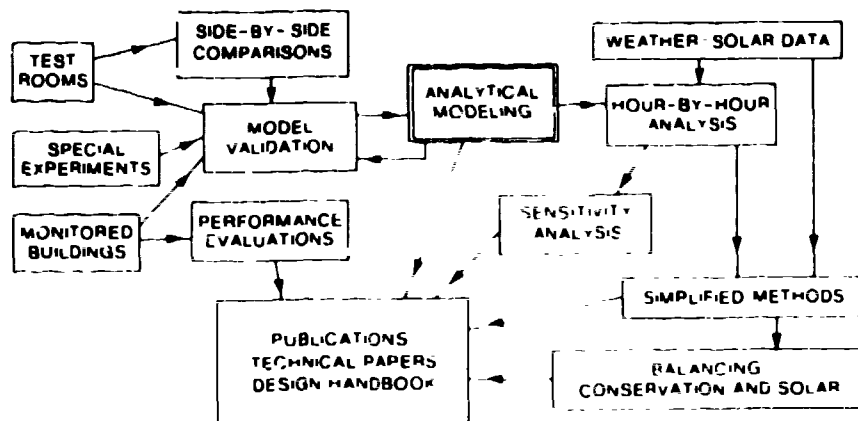 SIDE-BY-SIDE
COMPARISONS
TEST
ROOMS
WEATHER-SOLAR DATA
ANALYTICAL
MODELING
HOUR-BY-HOUR
ANALYSIS
MODEL
VALIDATION
SPECIAL
EXPERIMENTS
MONITORED
BUILDINGS
PERFORMANCE
EVALUATIONS
SENSITIVITY
ANALYSIS
SIMPLIFIED METHODS
PUBLICATIONS
TECHNICAL PAPERS
DESIGN HANDBOOK
BALANCING
CONSERVATION AND SOLAR